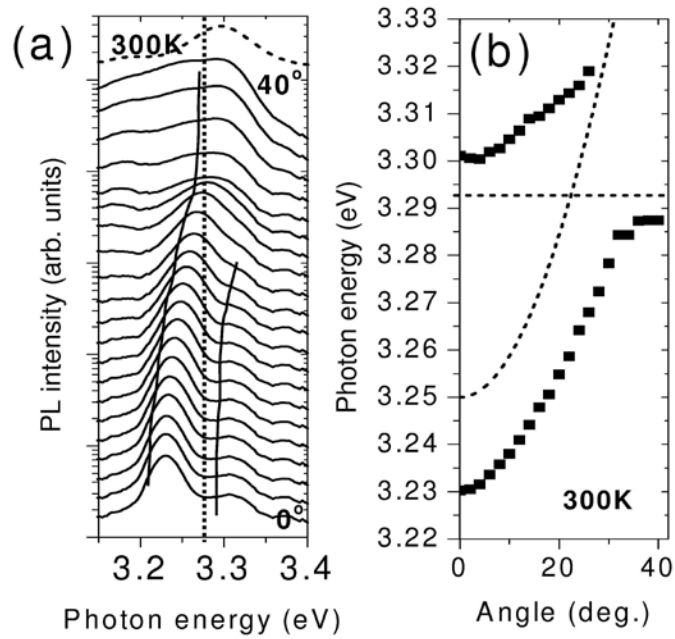 (a)
300K
40°
0°
PL intensity (arb. units)
3.2 3.3 3.4
Photon energy (eV)
(b)
3.33
3.32
3.31
3.30
3.29
3.28
3.27
3.26
3.25
3.24
3.23
3.22
Photon energy (eV)
300K
0 20 40
Angle (deg.)